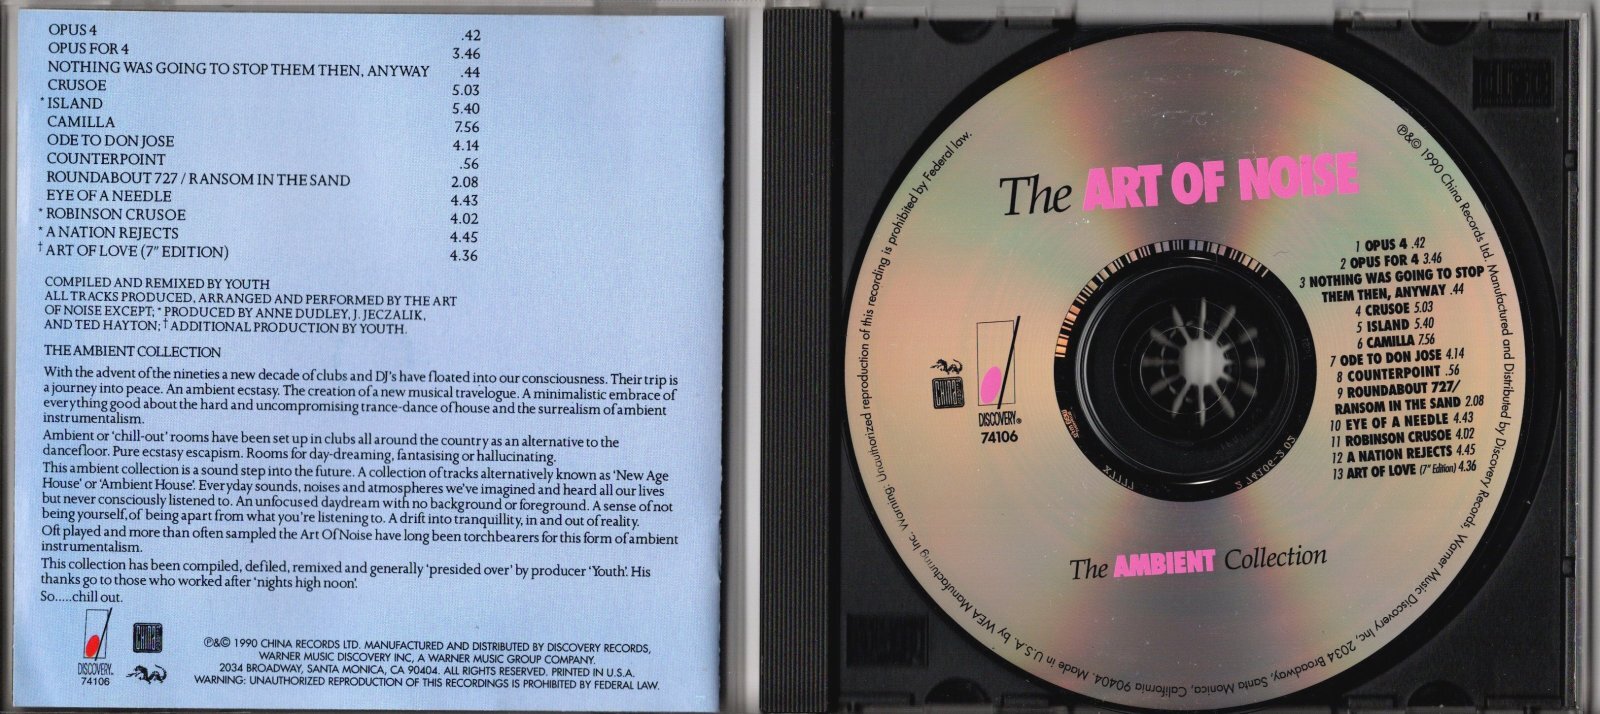 OPUS 4 .42
OPUS FOR 4 3.46
NOTHING WAS GOING TO STOP THEM THEN, ANYWAY .44
CRUSOE 5.03
*ISLAND 5.40
CAMILLA 7.56
ODE TO DON JOSE 4.14
COUNTERPOINT .56
ROUNDABOUT 727 / RANSOM IN THE SAND 2.08
EYE OF A NEEDLE 4.43
*ROBINSON CRUSOE 4.02
*A NATION REJECTS 4.45
†ART OF LOVE (7" EDITION) 4.36
COMPILED AND REMIXED BY YOUTH
ALL TRACKS PRODUCED, ARRANGED AND PERFORMED BY THE ART
OF NOISE EXCEPT; *PRODUCED BY ANNE DUDLEY, J. JECZALIK,
AND TED HAYTON; †ADDITIONAL PRODUCTION BY YOUTH.
THE AMBIENT COLLECTION
With the advent of the nineties a new decade of clubs and DJ's have floated into our consciousness. Their trip is
a journey into peace. An ambient ecstasy. The creation of a new musical travelogue. A minimalistic embrace of
everything good about the hard and uncompromising trance-dance of house and the surrealism of ambient
instrumentalism.
Ambient or 'chill-out' rooms have been set up in clubs all around the country as an alternative to the
dancefloor. Pure ecstasy escapism. Rooms for day-dreaming, fantasising or hallucinating.
This ambient collection is a sound step into the future. A collection of tracks alternatively known as 'New Age
House' or 'Ambient House'. Everyday sounds, noises and atmospheres we've imagined and heard all our lives
but never consciously listened to. An unfocused daydream with no background or foreground. A sense of not
being yourself, of being apart from what you're listening to. A drift into tranquillity, in and out of reality.
Oft played and more than often sampled the Art Of Noise have long been torchbearers for this form of ambient
instrumentalism.
This collection has been compiled, defiled, remixed and generally 'presided over' by producer 'Youth'. His
thanks go to those who worked after 'nights high noon'.
So.....chill out.
DISCOVERY®
74106
CHINA
℗&© 1990 CHINA RECORDS LTD. MANUFACTURED AND DISTRIBUTED BY DISCOVERY RECORDS,
WARNER MUSIC DISCOVERY INC, A WARNER MUSIC GROUP COMPANY.
2034 BROADWAY, SANTA MONICA, CA 90404. ALL RIGHTS RESERVED. PRINTED IN U.S.A.
WARNING: UNAUTHORIZED REPRODUCTION OF THIS RECORDINGS IS PROHIBITED BY FEDERAL LAW.
The ART OF NOISE
1 OPUS 4 .42
2 OPUS FOR 4 3.46
3 NOTHING WAS GOING TO STOP
THEM THEN, ANYWAY .44
4 CRUSOE 5.03
5 ISLAND 5.40
6 CAMILLA 7.56
7 ODE TO DON JOSE 4.14
8 COUNTERPOINT .56
9 ROUNDABOUT 727/
RANSOM IN THE SAND 2.08
10 EYE OF A NEEDLE 4.43
11 ROBINSON CRUSOE 4.02
12 A NATION REJECTS 4.45
13 ART OF LOVE (7" Edition) 4.36
CHINA
DISCOVERY®
74106
The AMBIENT Collection
℗&© 1990 China Records Ltd. Manufactured and Distributed by Discovery Records, Warner Music Discovery Inc, 2034 Broadway, Santa Monica, California 90404. Made in U.S.A. by WEA Manufacturing Inc. Warning: Unauthorized reproduction of this recording is prohibited by Federal law.
2 74106-2 02